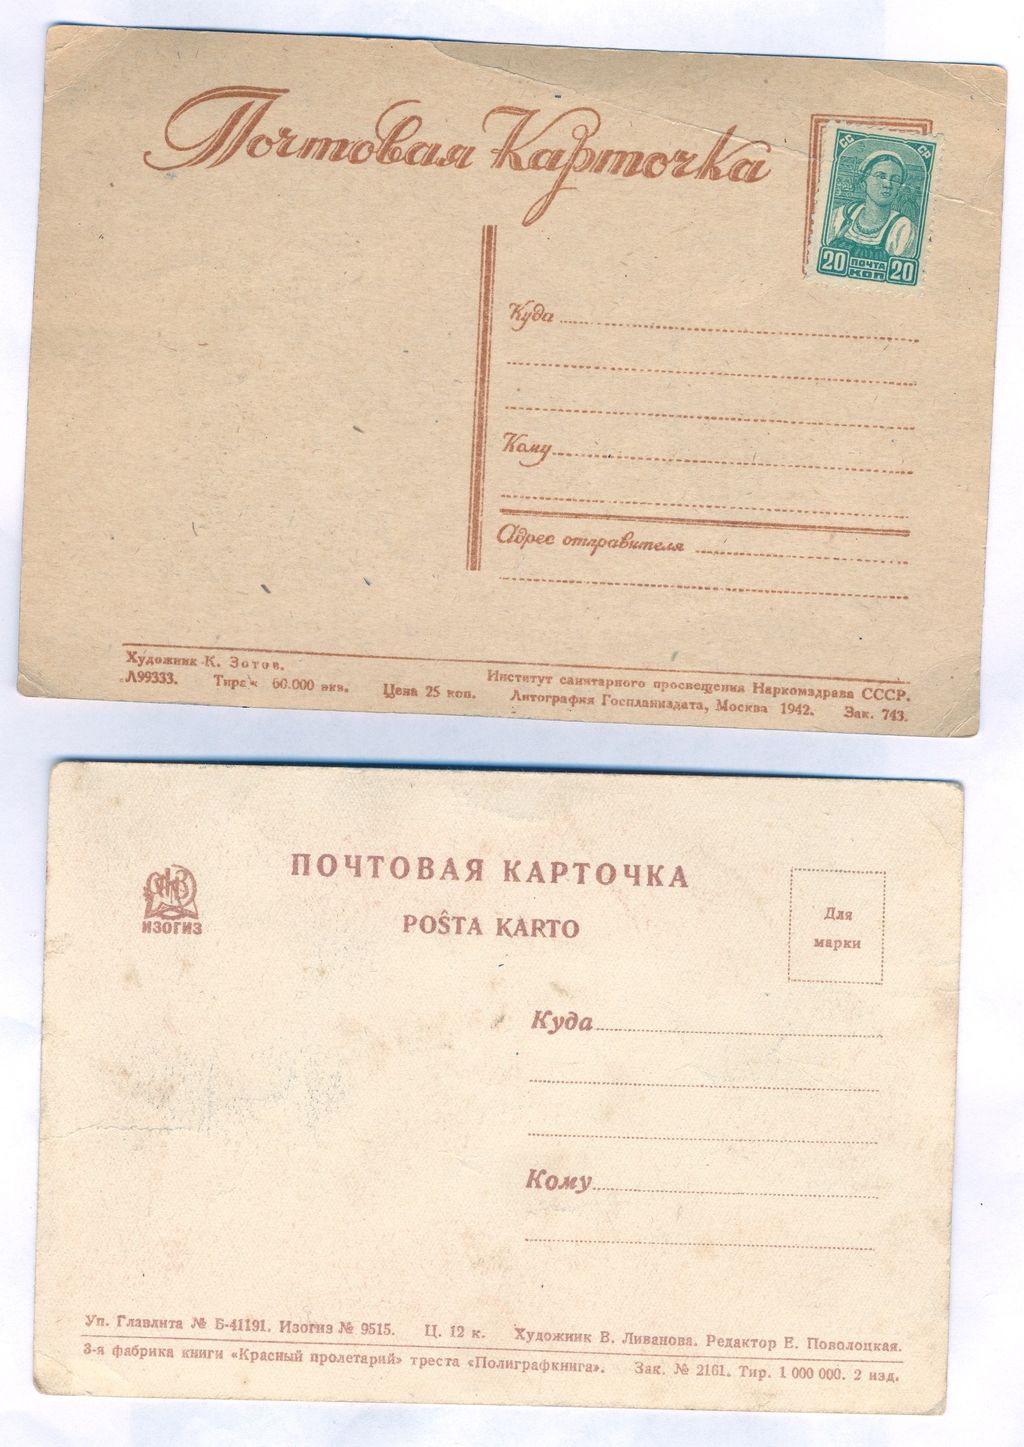 Почтовая Карточка
СС СР
20 ПОЧТА КОП 20
Куда
Кому
Адрес отправителя
Художник К. Зотов.
Л99333. Тираж 60.000 экз. Цена 25 коп.
Институт санитарного просвещения Наркомздрава СССР.
Литография Госпланиздата, Москва 1942. Зак. 743.
ПОЧТОВАЯ КАРТОЧКА
POŜTA KARTO
ИЗОГИЗ
Для
марки
Куда
Кому
Уп. Главлита № Б-41191. Изогиз № 9515. Ц. 12 к. Художник В. Ливанова. Редактор Е. Поволоцкая.
3-я фабрика книги «Красный пролетарий» треста «Полиграфкнига». Зак. № 2161. Тир. 1 000 000. 2 изд.